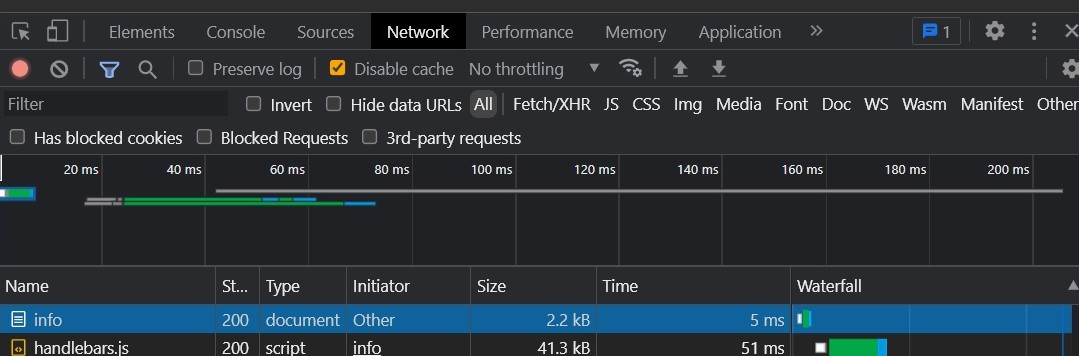 Elements Console Sources Network Performance Memory Application » 1
Preserve log Disable cache No throttling
Filter Invert Hide data URLs All Fetch/XHR JS CSS Img Media Font Doc WS Wasm Manifest Other
Has blocked cookies Blocked Requests 3rd-party requests
20 ms 40 ms 60 ms 80 ms 100 ms 120 ms 140 ms 160 ms 180 ms 200 ms
Name St... Type Initiator Size Time Waterfall
info 200 document Other 2.2 kB 5 ms
handlebars.js 200 script info 41.3 kB 51 ms